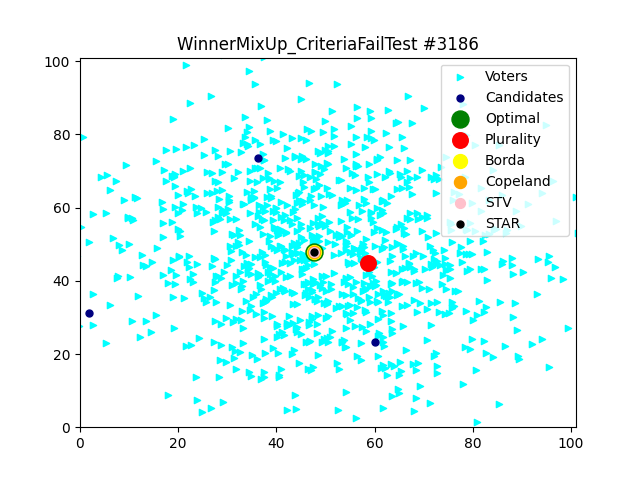 WinnerMixUp_CriteriaFailTest #3186
Voters
Candidates
Optimal
Plurality
Borda
Copeland
STV
STAR
100
80
60
40
20
0
0 20 40 60 80 100